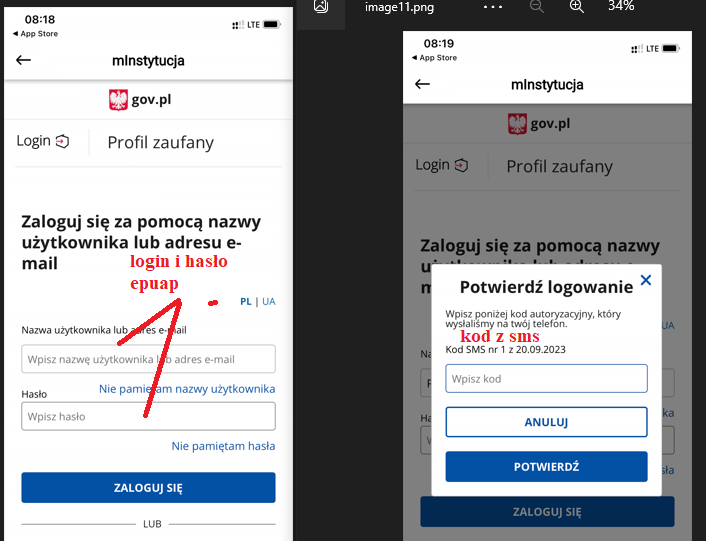 image11.png
34%
08:18
App Store
LTE
mInstytucja
gov.pl
Login
Profil zaufany
Zaloguj się za pomocą nazwy
użytkownika lub adresu e-
mail
login i hasło
epuap
PL | UA
Nazwa użytkownika lub adres e-mail
Wpisz nazwę użytkownika lub adres e-mail
Nie pamiętam nazwy użytkownika
Hasło
Wpisz hasło
Nie pamiętam hasła
ZALOGUJ SIĘ
LUB
08:19
App Store
LTE
mInstytucja
gov.pl
Login
Profil zaufany
Zaloguj się za pomocą nazwy
UA
Potwierdź logowanie
Wpisz poniżej kod autoryzacyjny, który
wysłaliśmy na twój telefon.
kod z sms
Kod SMS nr 1 z 20.09.2023
Wpisz kod
ANULUJ
POTWIERDŹ
ZALOGUJ SIĘ